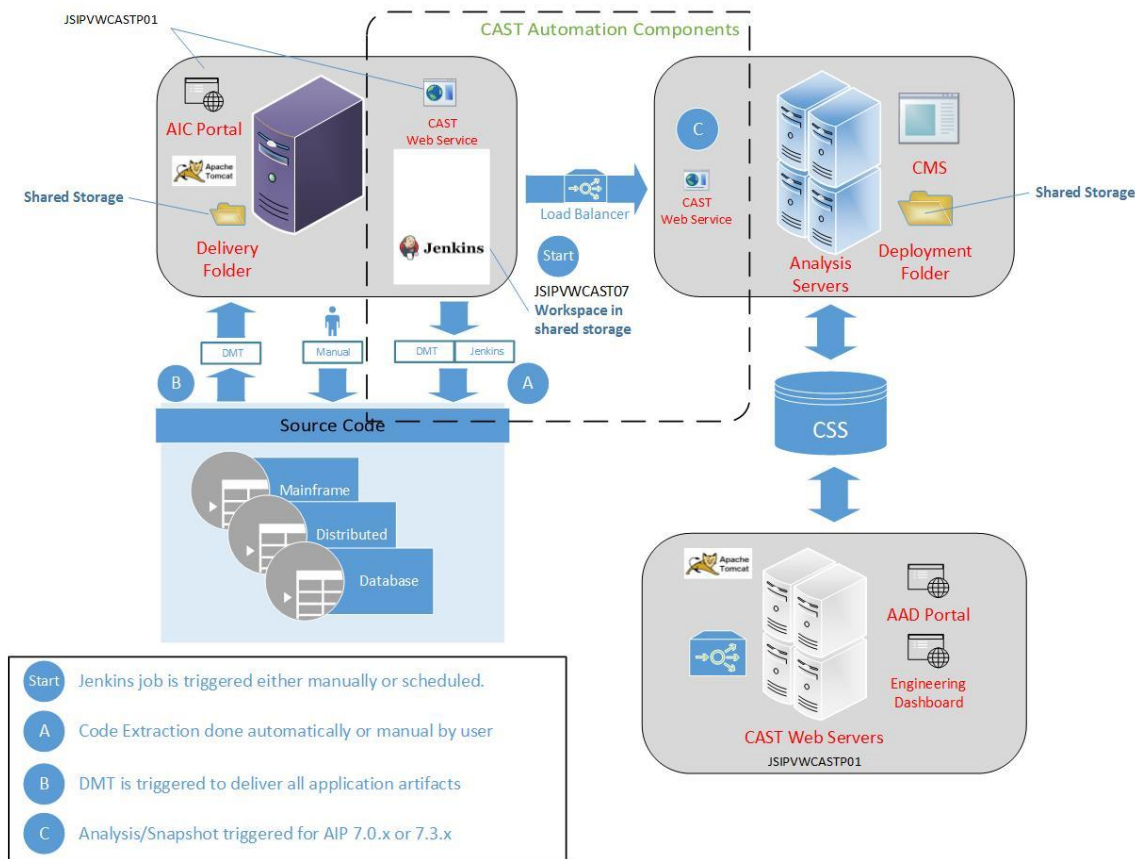 JSIPVWCASTP01
CAST Automation Components
AIC Portal
Apache
Tomcat
Shared Storage
Delivery
Folder
CAST
Web Service
Jenkins
Load Balancer
Start
JSIPVWCAST07
Workspace in
shared storage
C
CAST
Web Service
Analysis
Servers
CMS
Shared Storage
Deployment
Folder
DMT
Manual
DMT
Jenkins
B
A
Source Code
Mainframe
Distributed
Database
CSS
Apache
Tomcat
AAD Portal
Engineering
Dashboard
CAST Web Servers
JSIPVWCASTP01
Start Jenkins job is triggered either manually or scheduled.
A Code Extraction done automatically or manual by user
B DMT is triggered to deliver all application artifacts
C Analysis/Snapshot triggered for AIP 7.0.x or 7.3.x